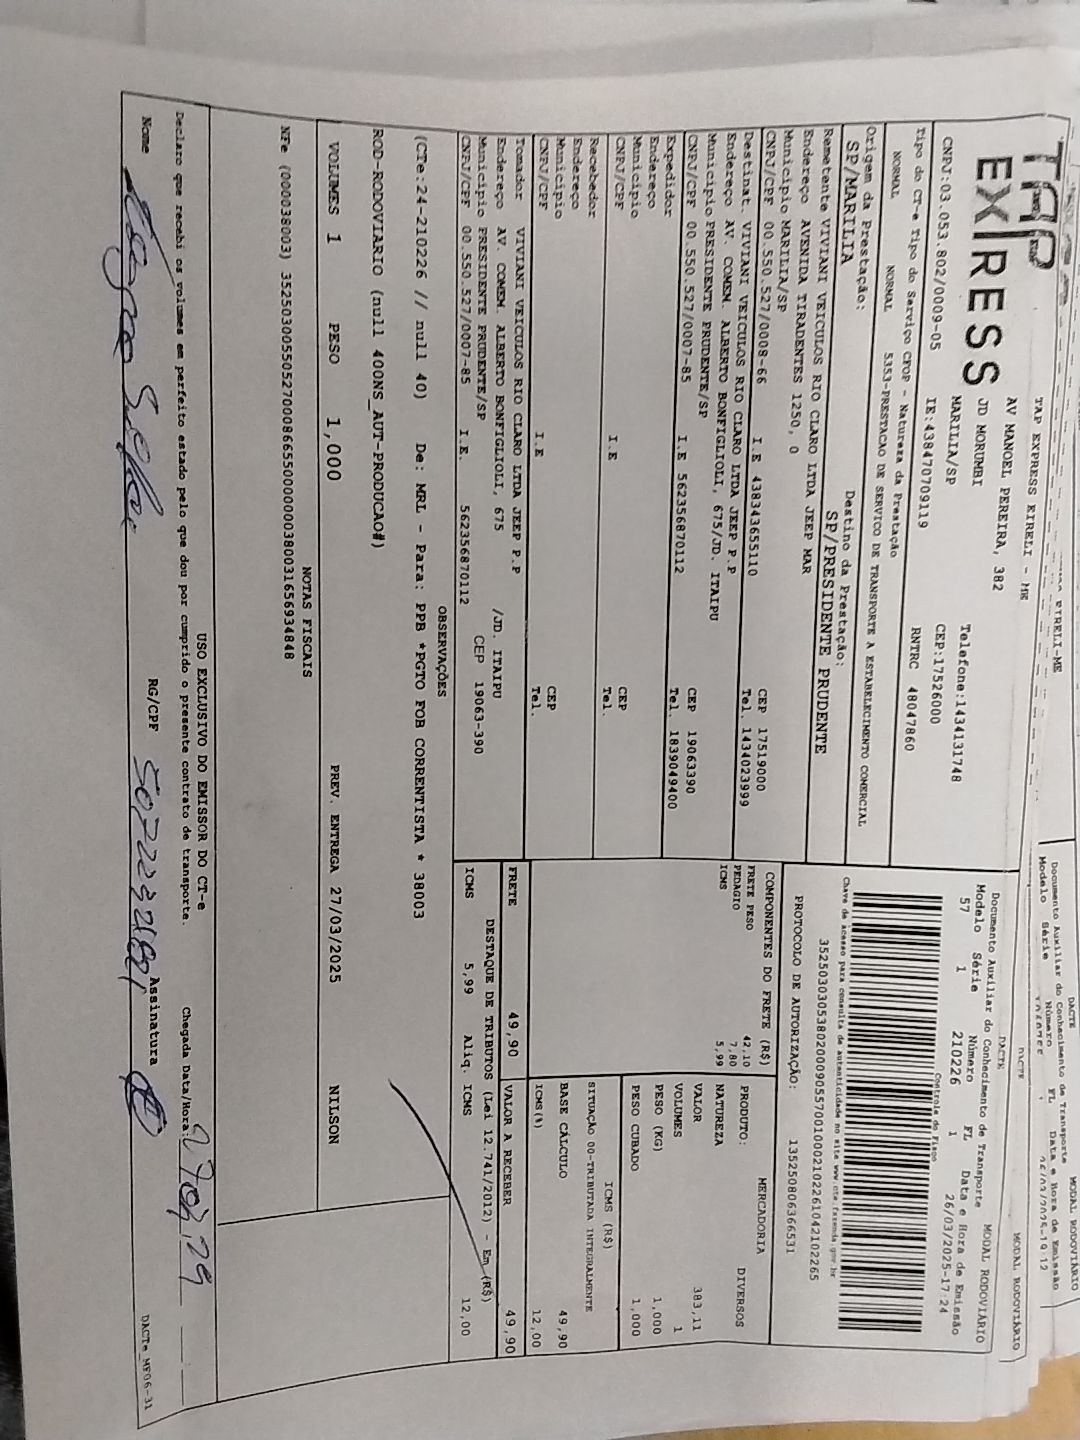 TAP EXPRESS
TAP EXPRESS EIRELI - ME
AV MANOEL PEREIRA, 382
JD MORUMBI
MARILIA/SP
Telefone:1434131748
CEP:17526000
CNPJ:03.053.802/0009-05 IE:438470709119 RNTRC 48047860
Tipo do CT-e Tipo do Serviço CFOP - Natureza da Prestação
NORMAL NORMAL 5353-PRESTACAO DE SERVICO DE TRANSPORTE A ESTABELECIMENTO COMERCIAL
Origem da Prestação: Destino da Prestação:
SP/MARILIA SP/PRESIDENTE PRUDENTE
DACTE MODAL RODOVIÁRIO
Documento Auxiliar do Conhecimento de Transporte
Modelo Série Número FL Data e Hora de Emissão
57 1 210226 1 26/03/2025-17:24
Controle do Fisco
Chave de acesso para consulta de autenticidade no site www.cte.fazenda.gov.br
35250303053802000905570010002102261042102265
PROTOCOLO DE AUTORIZAÇÃO: 135250806366531
Remetente VIVIANI VEICULOS RIO CLARO LTDA JEEP MAR
Endereço AVENIDA TIRADENTES 1250, 0
Município MARILIA/SP CEP 17519000
CNPJ/CPF 00.550.527/0008-66 I.E 438343655110 Tel. 1434023999
Destinat. VIVIANI VEICULOS RIO CLARO LTDA JEEP P.P
Endereço AV. COMEM. ALBERTO BONFIGLIOLI, 675/JD. ITAIPU
Município PRESIDENTE PRUDENTE/SP CEP 19063390
CNPJ/CPF 00.550.527/0007-85 I.E 562356870112 Tel. 1839049400
Expedidor
Endereço
Município CEP
CNPJ/CPF I.E Tel.
Recebedor
Endereço
Município CEP
CNPJ/CPF I.E Tel.
Tomador VIVIANI VEICULOS RIO CLARO LTDA JEEP P.P
Endereço AV. COMEM. ALBERTO BONFIGLIOLI, 675 /JD. ITAIPU
Município PRESIDENTE PRUDENTE/SP CEP 19063-390
CNPJ/CPF 00.550.527/0007-85 I.E. 562356870112
COMPONENTES DO FRETE (R$)
FRETE PESO 42,10
PEDAGIO 7,80
ICMS 5,99
MERCADORIA
PRODUTO: DIVERSOS
NATUREZA
VALOR 383,11
VOLUMES 1
PESO (KG) 1,000
PESO CUBADO 1,000
ICMS (R$)
SITUAÇÃO 00-TRIBUTADA INTEGRALMENTE
BASE CÁLCULO 49,90
ICMS(%) 12,00
FRETE 49,90 VALOR A RECEBER 49,90
DESTAQUE DE TRIBUTOS (Lei 12.741/2012) - Em (R$)
ICMS 5,99 Aliq. ICMS 12,00
OBSERVAÇÕES
(CTe:24-210226 // null 40) De: MRL - Para: PPB *PGTO FOB CORRENTISTA * 38003
ROD-RODOVIARIO (null 400NS_AUT-PRODUCAO#)
VOLUMES 1 PESO 1,000 PREV. ENTREGA 27/03/2025 NILSON
NOTAS FISCAIS
NFe (000038003) 35250300550527000866550000000380031656934848
USO EXCLUSIVO DO EMISSOR DO CT-e
Declaro que recebi os volumes em perfeito estado pelo que dou por cumprido o presente contrato de transporte. Chegada Data/Hora:
Nome RG/CPF Assinatura
DACTe_MF06-31